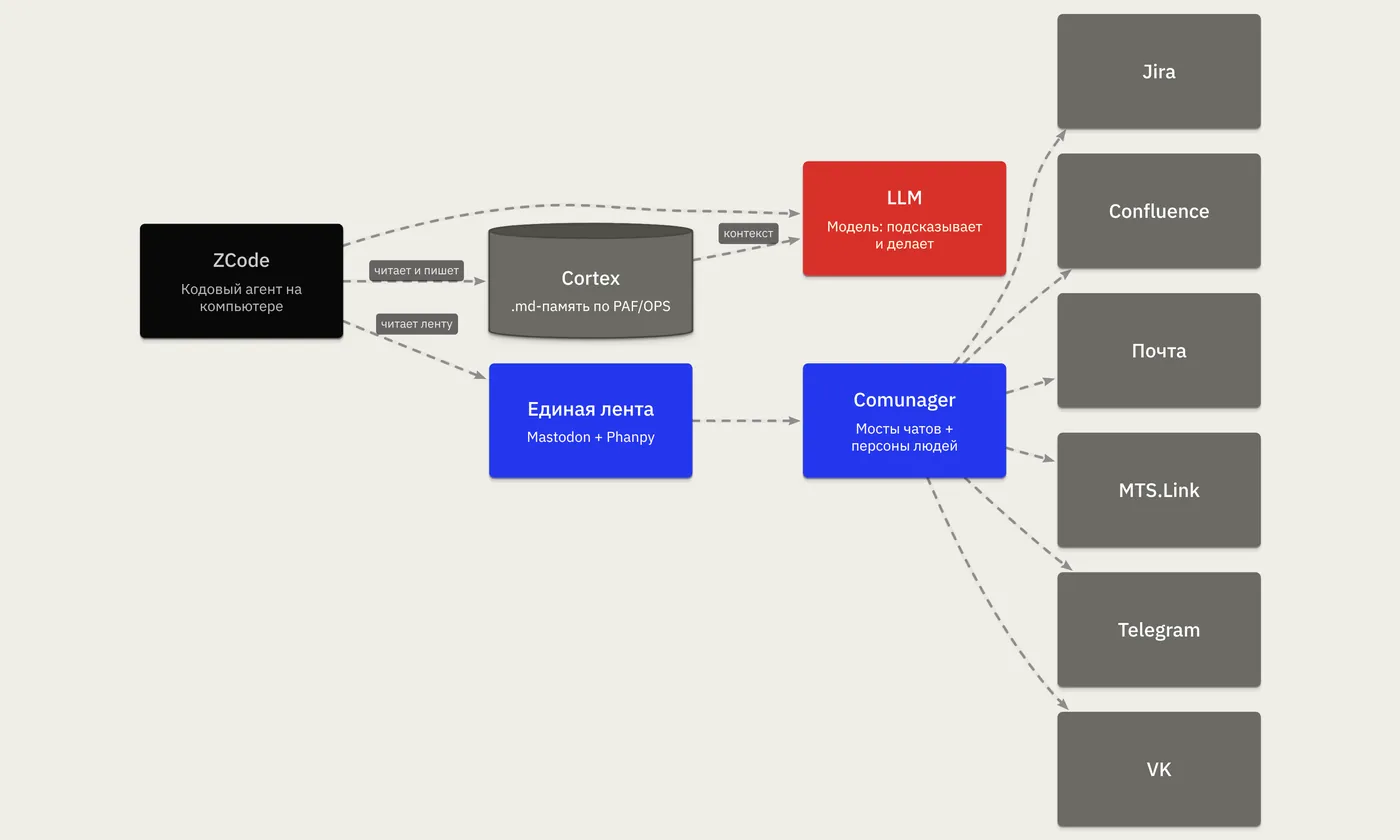 ZCode
Кодовый агент на
компьютере
читает и пишет
читает ленту
Cortex
.md-память по PAF/OPS
контекст
LLM
Модель: подсказывает
и делает
Единая лента
Mastodon + Phanpy
Comunager
Мосты чатов +
персоны людей
Jira
Confluence
Почта
MTS.Link
Telegram
VK